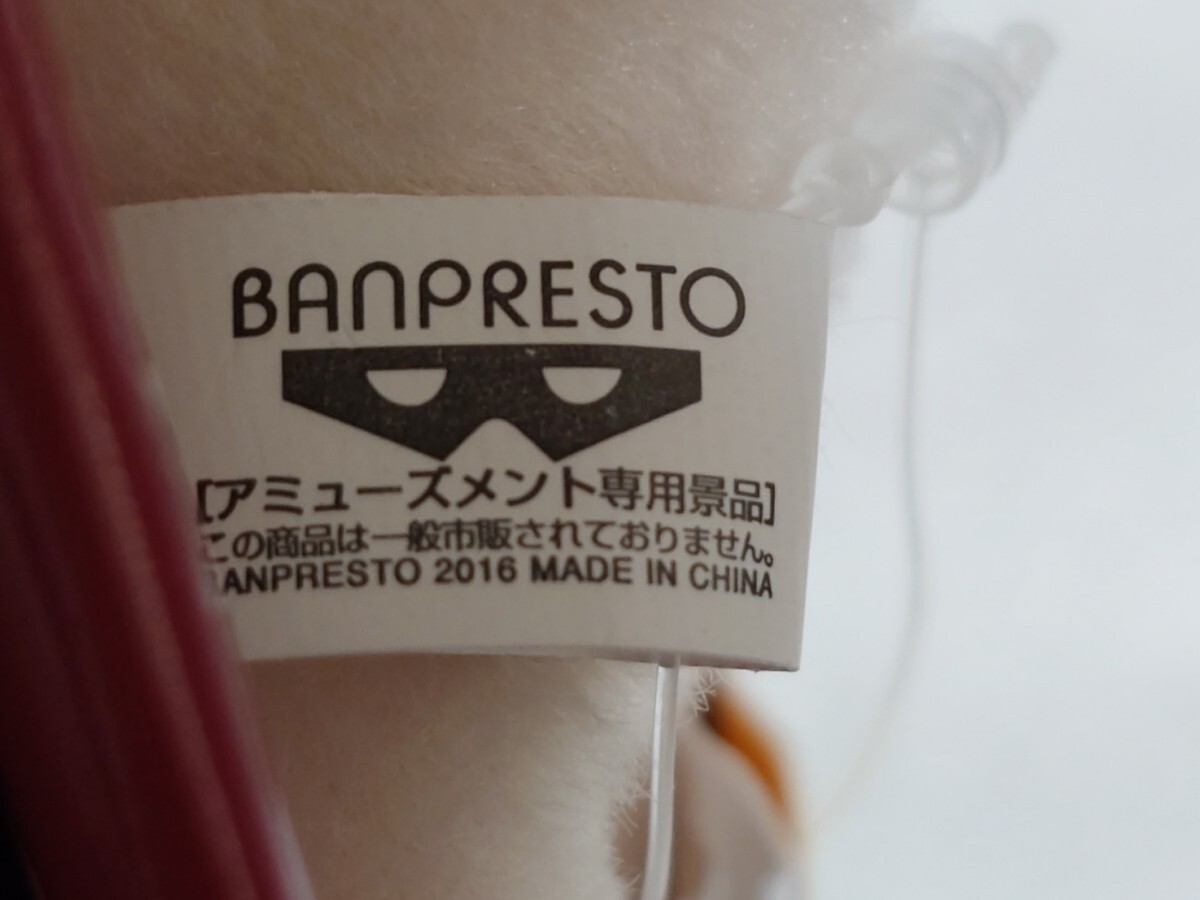 BANPRESTO
[アミューズメント専用景品]
この商品は一般市販されておりません。
BANPRESTO 2016 MADE IN CHINA